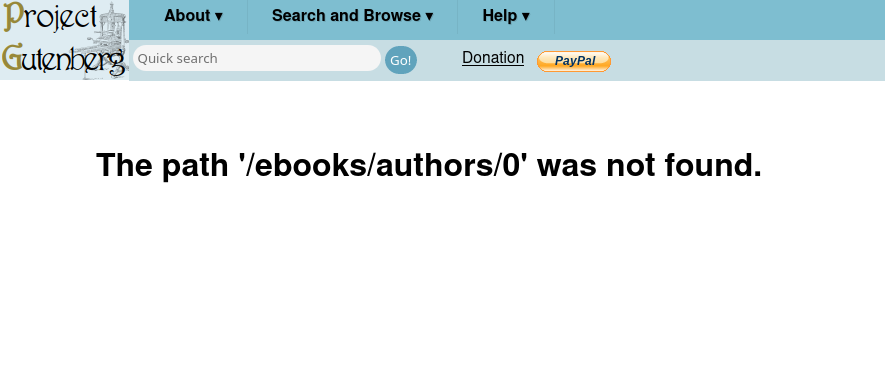 Project
Gutenberg
About ▾
Search and Browse ▾
Help ▾
Quick search
Go!
Donation
PayPal
The path '/ebooks/authors/0' was not found.